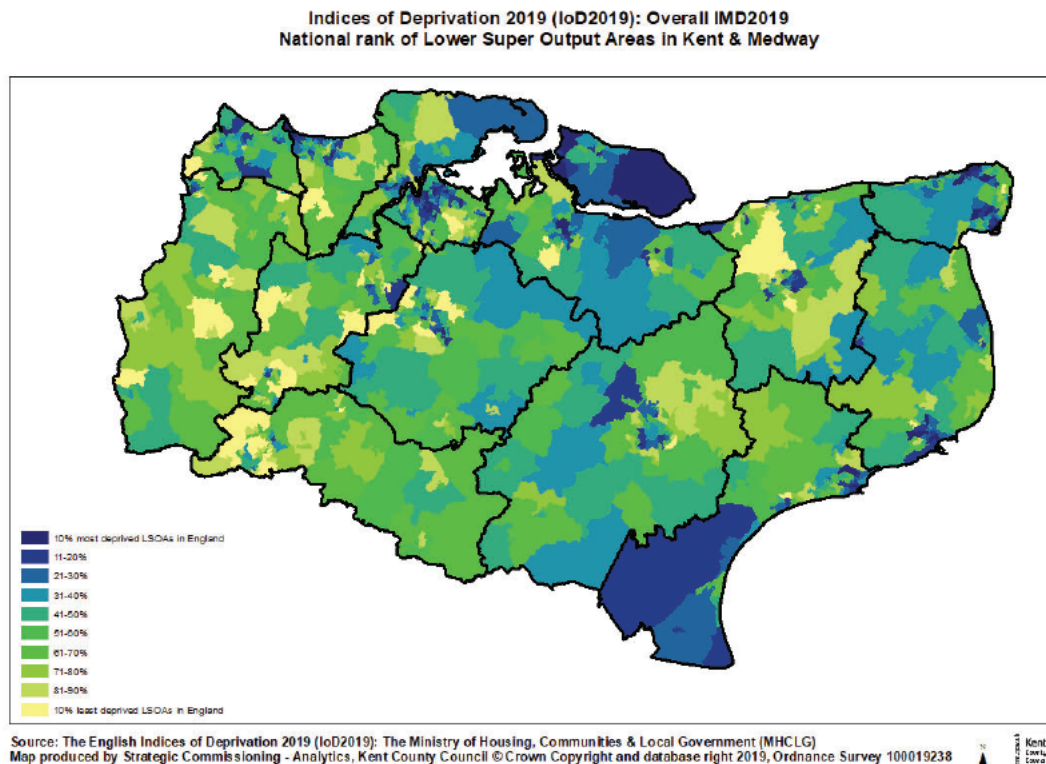 Indices of Deprivation 2019 (IoD2019): Overall IMD2019
National rank of Lower Super Output Areas in Kent & Medway
10% most deprived LSOAs in England
11-20%
21-30%
31-40%
41-50%
51-60%
61-70%
71-80%
81-90%
10% least deprived LSOAs in England
Source: The English Indices of Deprivation 2019 (IoD2019): The Ministry of Housing, Communities & Local Government (MHCLG)
Map produced by Strategic Commissioning - Analytics, Kent County Council © Crown Copyright and database right 2019, Ordnance Survey 100019238
N
Kent